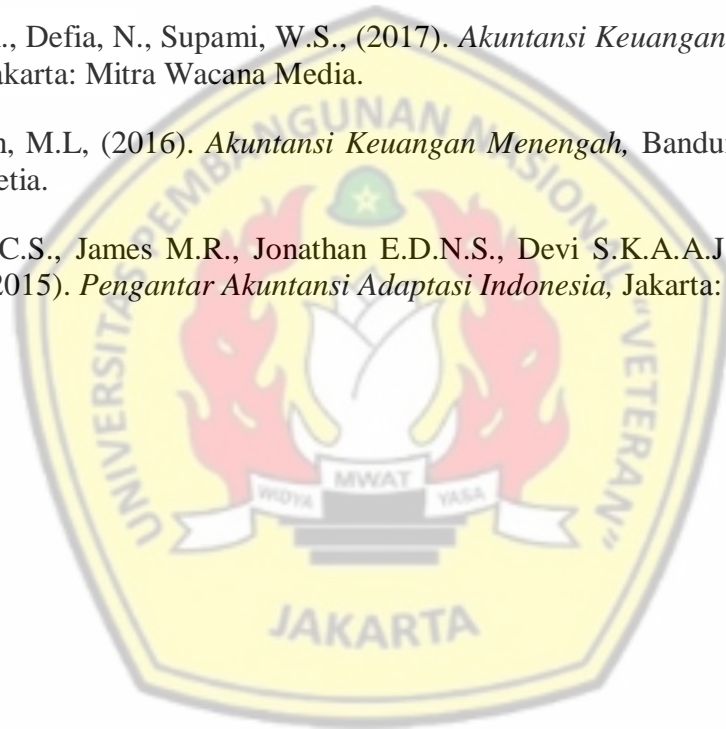 ., Defia, N., Supami, W.S., (2017). Akuntansi Keuangan
akarta: Mitra Wacana Media.
n, M.L, (2016). Akuntansi Keuangan Menengah, Bandu
etia.
C.S., James M.R., Jonathan E.D.N.S., Devi S.K.A.A.J
2015). Pengantar Akuntansi Adaptasi Indonesia, Jakarta:
UNIVERSITAS PEMBANGUNAN NASIONAL "VETERAN"
WIDYA MWAT YASA
JAKARTA